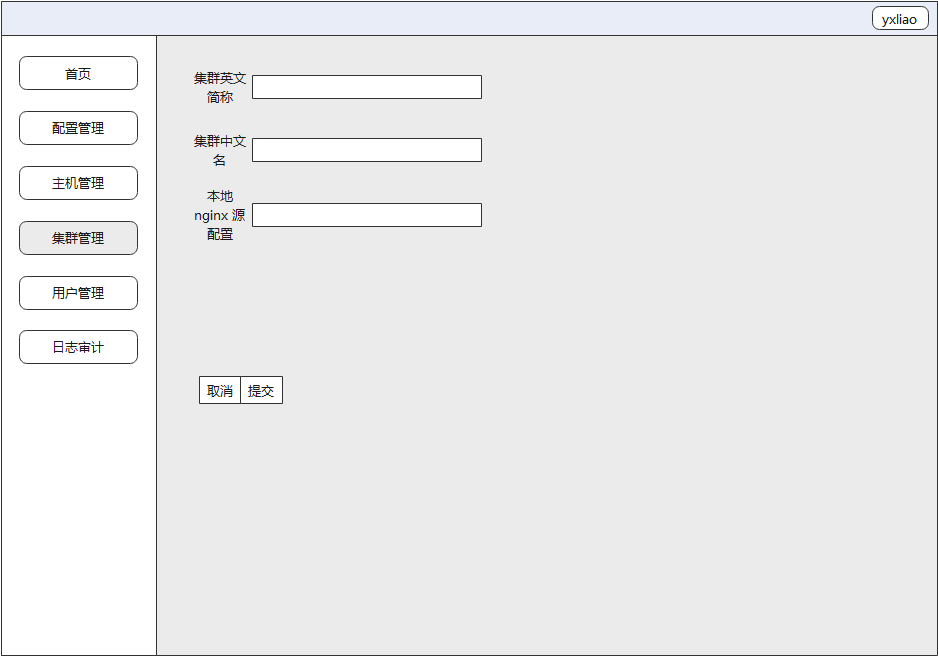 yxliao
首页
配置管理
主机管理
集群管理
用户管理
日志审计
集群英文
简称
集群中文
名
本地
nginx 源
配置
取消
提交